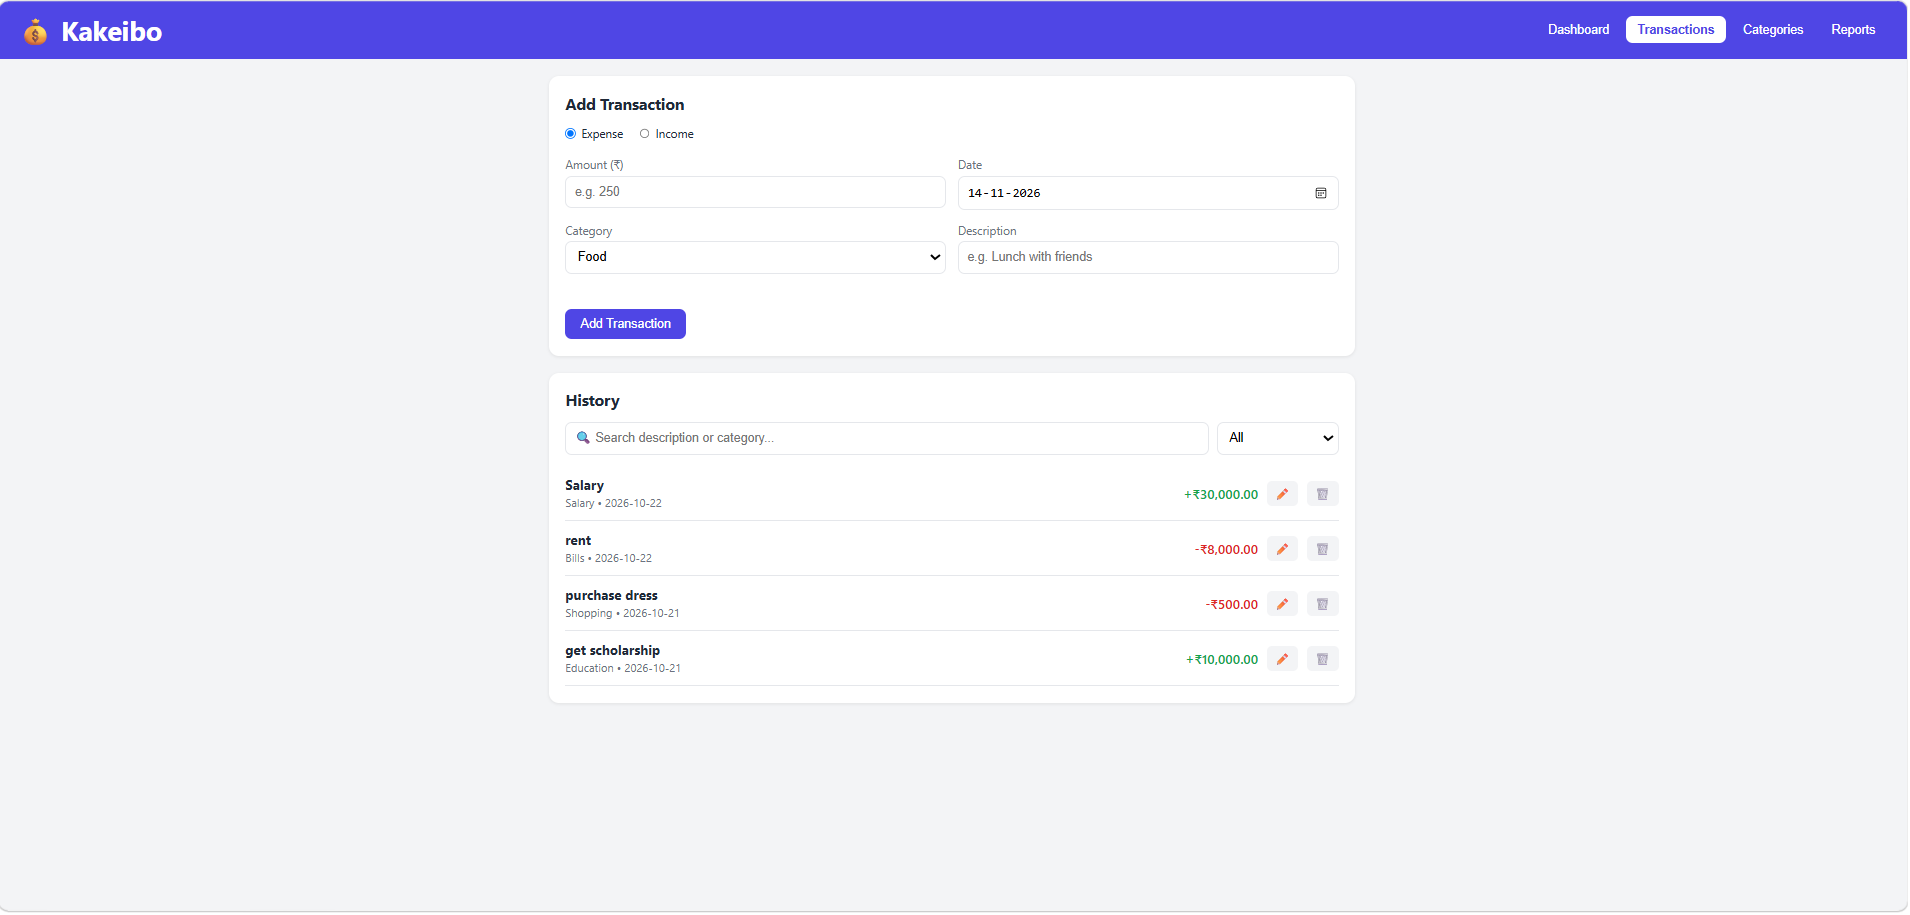 Kakeibo
Dashboard Transactions Categories Reports
Add Transaction
Expense Income
Amount (₹) Date
e.g. 250 14-11-2026
Category Description
Food e.g. Lunch with friends
Add Transaction
History
Search description or category... All
Salary
Salary • 2026-10-22 +₹30,000.00
rent
Bills • 2026-10-22 -₹8,000.00
purchase dress
Shopping • 2026-10-21 -₹500.00
get scholarship
Education • 2026-10-21 +₹10,000.00